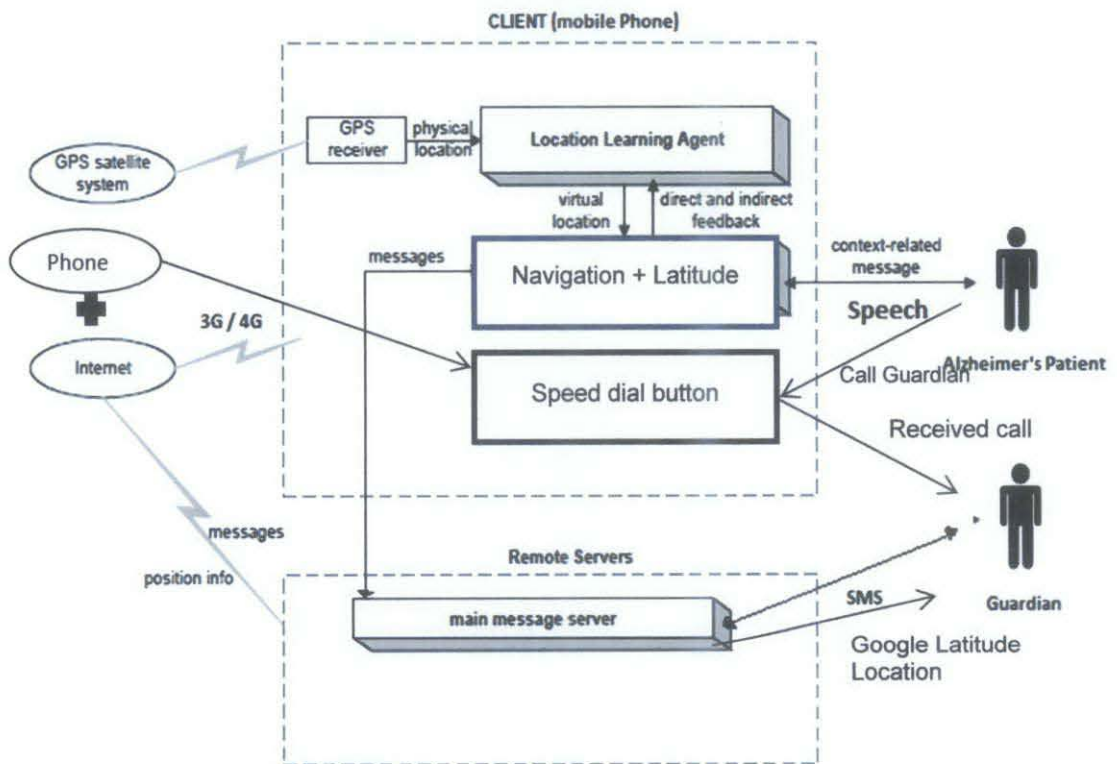 CLIENT (mobile Phone)
GPS
receiver
physical
location
Location Learning Agent
GPS satellite
system
virtual
location
direct and indirect
feedback
Phone
messages
Navigation + Latitude
context-related
message
Speech
3G / 4G
Internet
Alzheimer's Patient
Speed dial button
Call Guardian
Received call
messages
position info
Remote Servers
main message server
SMS
Guardian
Google Latitude
Location